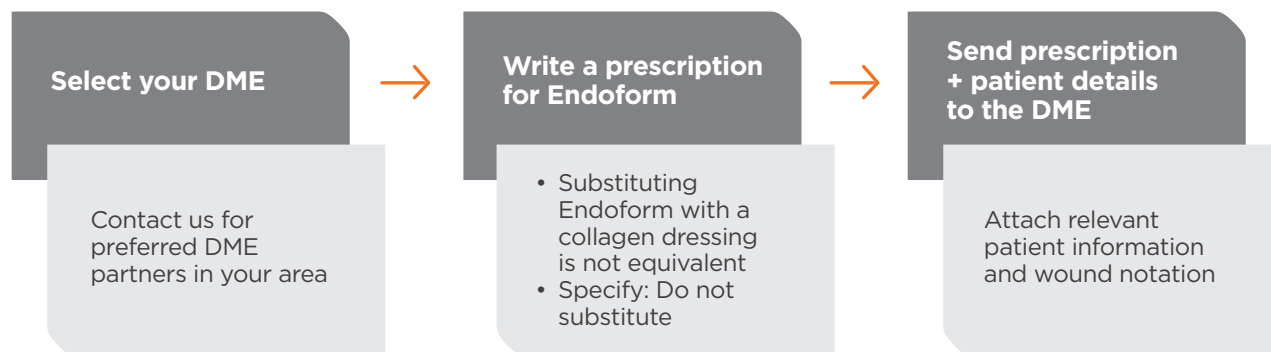 Select your DME
Contact us for
preferred DME
partners in your area
Write a prescription
for Endoform
• Substituting
Endoform with a
collagen dressing
is not equivalent
• Specify: Do not
substitute
Send prescription
+ patient details
to the DME
Attach relevant
patient information
and wound notation